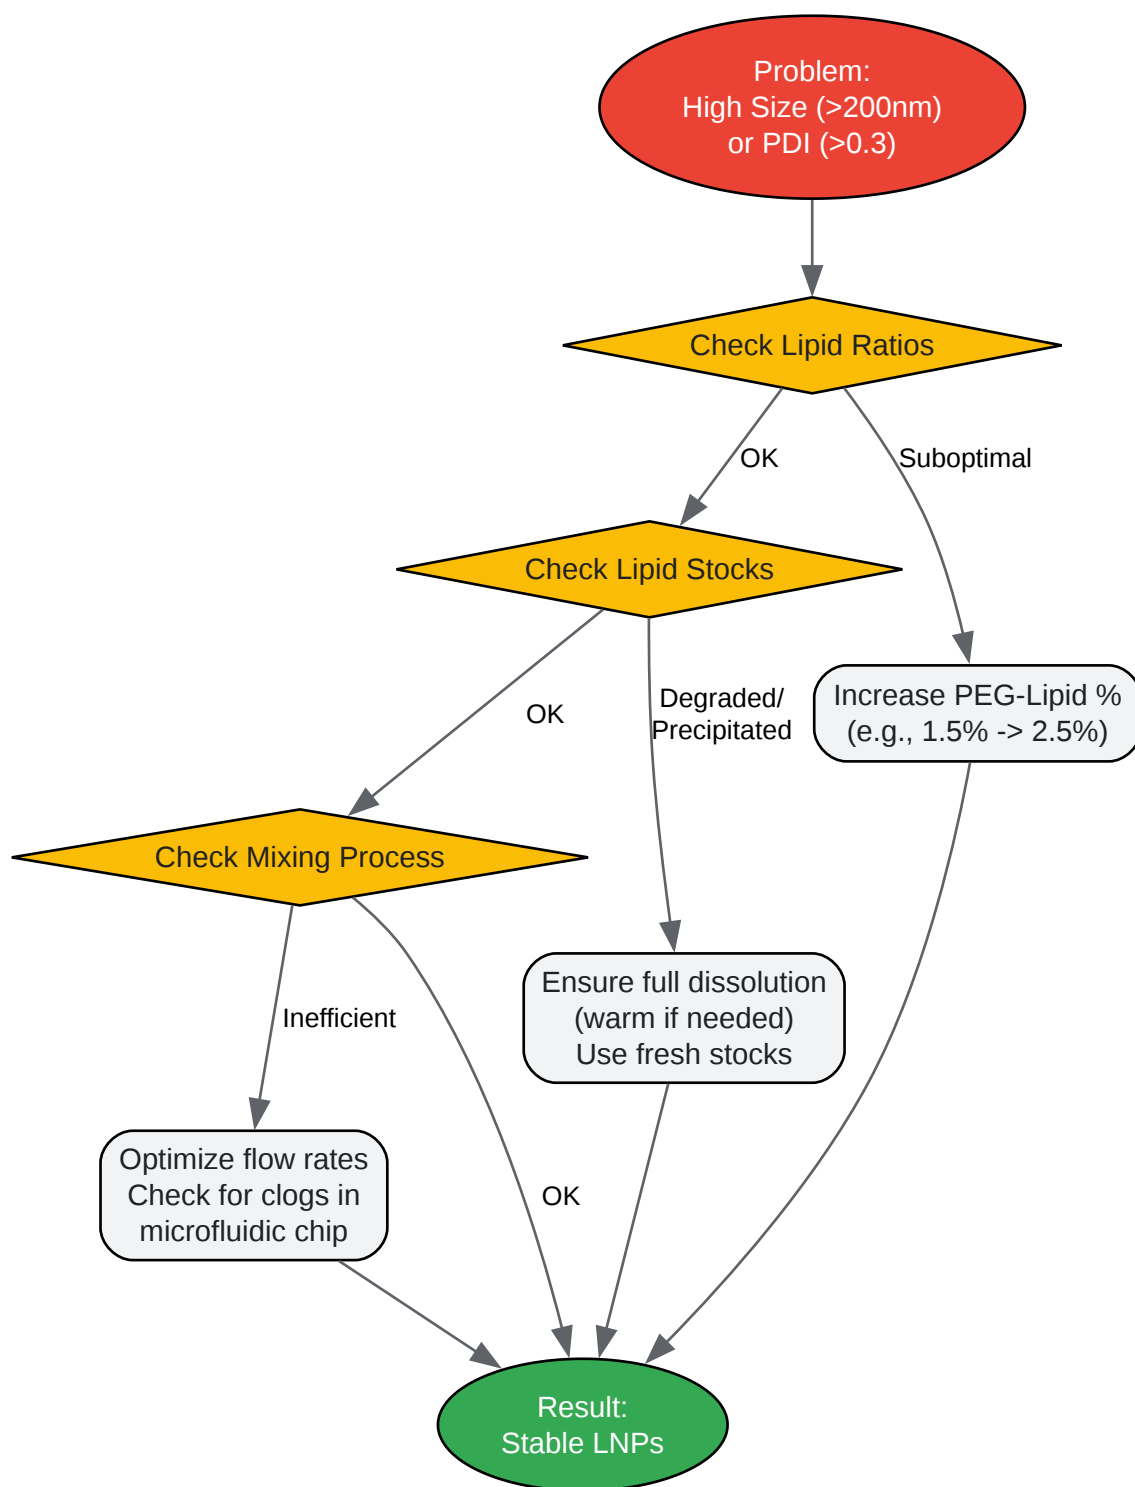 Problem:
High Size (>200nm)
or PDI (>0.3)
Check Lipid Ratios
OK
Suboptimal
Check Lipid Stocks
OK
Degraded/
Precipitated
Increase PEG-Lipid %
(e.g., 1.5% -> 2.5%)
Check Mixing Process
Inefficient
Ensure full dissolution
(warm if needed)
Use fresh stocks
Optimize flow rates
Check for clogs in
microfluidic chip
OK
Result:
Stable LNPs